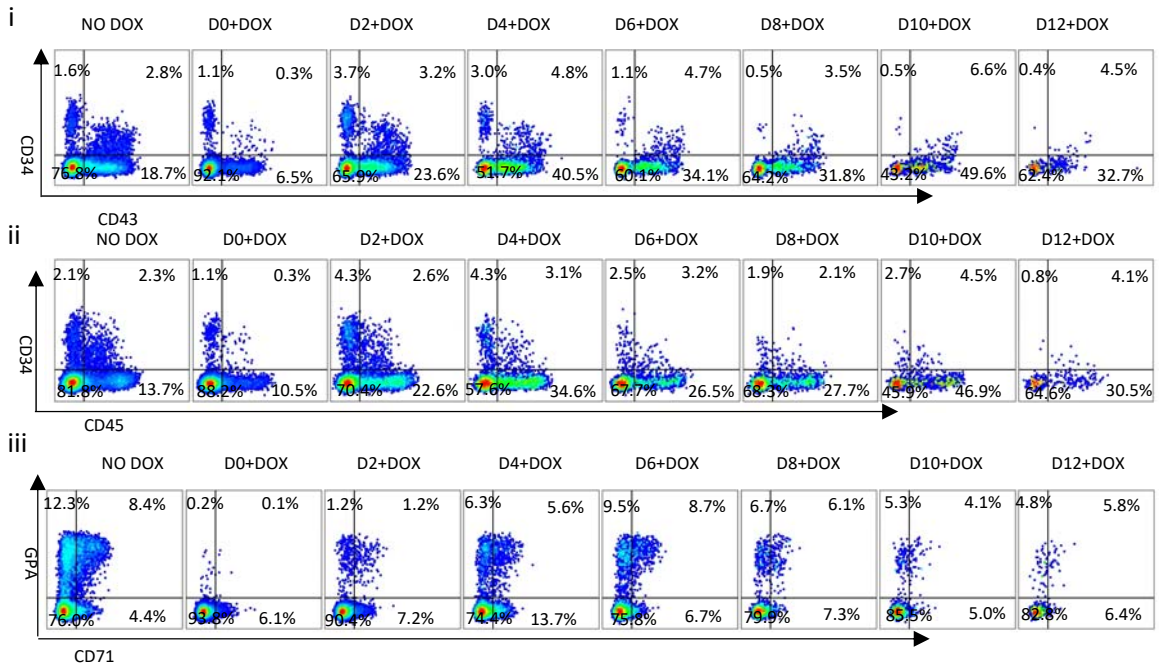 i
NO DOX D0+DOX D2+DOX D4+DOX D6+DOX D8+DOX D10+DOX D12+DOX
1.6% 2.8% 1.1% 0.3% 3.7% 3.2% 3.0% 4.8% 1.1% 4.7% 0.5% 3.5% 0.5% 6.6% 0.4% 4.5%
CD34
76.8% 18.7% 92.1% 6.5% 65.9% 23.6% 51.7% 40.5% 60.1% 34.1% 64.2% 31.8% 43.2% 49.6% 62.4% 32.7%
CD43
ii
NO DOX D0+DOX D2+DOX D4+DOX D6+DOX D8+DOX D10+DOX D12+DOX
2.1% 2.3% 1.1% 0.3% 4.3% 2.6% 4.3% 3.1% 2.5% 3.2% 1.9% 2.1% 2.7% 4.5% 0.8% 4.1%
CD34
81.8% 13.7% 88.2% 10.5% 70.4% 22.6% 57.6% 34.6% 67.7% 26.5% 68.3% 27.7% 45.9% 46.9% 64.6% 30.5%
CD45
iii
NO DOX D0+DOX D2+DOX D4+DOX D6+DOX D8+DOX D10+DOX D12+DOX
12.3% 8.4% 0.2% 0.1% 1.2% 1.2% 6.3% 5.6% 9.5% 8.7% 6.7% 6.1% 5.3% 4.1% 4.8% 5.8%
GPA
76.0% 4.4% 93.8% 6.1% 90.4% 7.2% 74.4% 13.7% 75.8% 6.7% 79.9% 7.3% 85.5% 5.0% 82.8% 6.4%
CD71